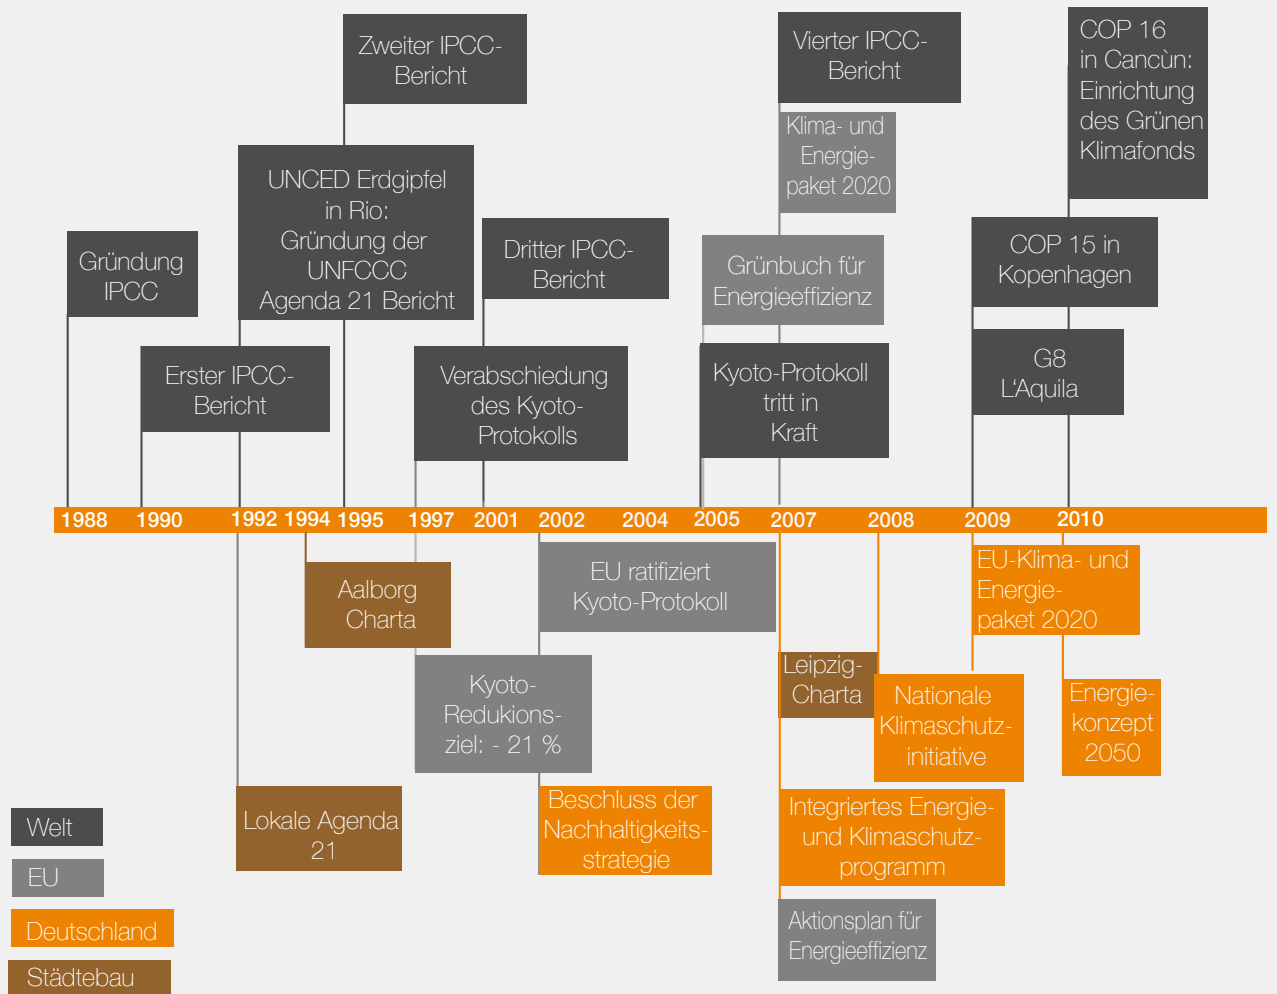 Zweiter IPCC-
Bericht
Vierter IPCC-
Bericht
COP 16
in Cancùn:
Einrichtung
des Grünen
Klimafonds
Klima- und
Energie-
paket 2020
UNCED Erdgipfel
in Rio:
Gründung der
UNFCCC
Agenda 21 Bericht
Gründung
IPCC
Dritter IPCC-
Bericht
Grünbuch für
Energieeffizienz
COP 15 in
Kopenhagen
Erster IPCC-
Bericht
Verabschiedung
des Kyoto-
Protokolls
Kyoto-Protokoll
tritt in
Kraft
G8
L'Aquila
1988 1990 1992 1994 1995 1997 2001 2002 2004 2005 2007 2008 2009 2010
Aalborg
Charta
EU ratifiziert
Kyoto-Protokoll
EU-Klima- und
Energie-
paket 2020
Kyoto-
Redukions-
ziel: - 21 %
Leipzig-
Charta
Nationale
Klimaschutz-
initiative
Energie-
konzept
2050
Lokale Agenda
21
Beschluss der
Nachhaltigkeits-
strategie
Integriertes Energie-
und Klimaschutz-
programm
Aktionsplan für
Energieeffizienz
Welt
EU
Deutschland
Städtebau